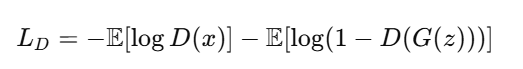 L_D = −𝔼[log D(x)] − 𝔼[log(1 − D(G(z)))]